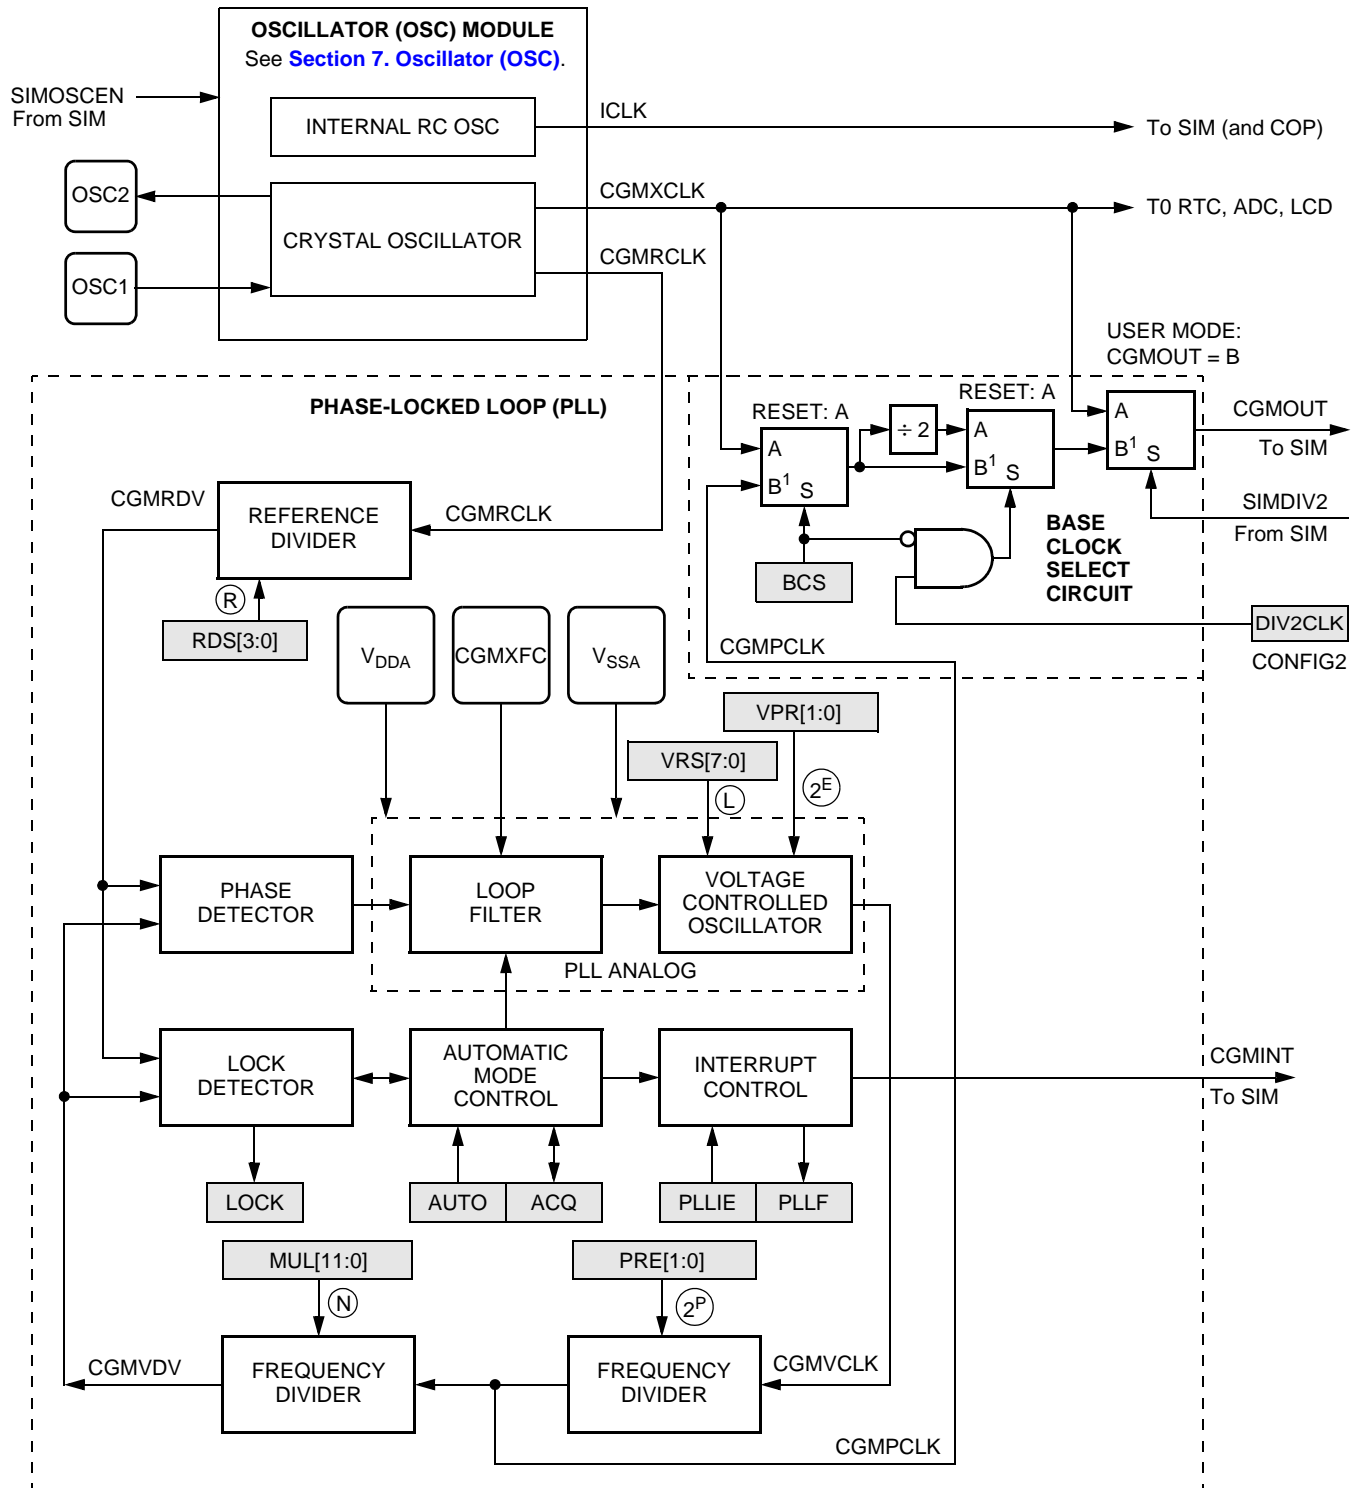 OSCILLATOR (OSC) MODULE
See Section 7. Oscillator (OSC).
SIMOSCEN
From SIM
INTERNAL RC OSC
ICLK
To SIM (and COP)
OSC2
CRYSTAL OSCILLATOR
CGMXCLK
T0 RTC, ADC, LCD
CGMRCLK
OSC1
USER MODE:
CGMOUT = B
PHASE-LOCKED LOOP (PLL)
RESET: A
RESET: A
A
B1 S
÷ 2
A
B1 S
A
B1 S
CGMOUT
To SIM
SIMDIV2
From SIM
CGMRDV
REFERENCE
DIVIDER
CGMRCLK
BCS
BASE
CLOCK
SELECT
CIRCUIT
R
RDS[3:0]
VDDA
CGMXFC
VSSA
CGMPCLK
DIV2CLK
CONFIG2
VPR[1:0]
VRS[7:0]
L
2E
PHASE
DETECTOR
LOOP
FILTER
VOLTAGE
CONTROLLED
OSCILLATOR
PLL ANALOG
LOCK
DETECTOR
AUTOMATIC
MODE
CONTROL
INTERRUPT
CONTROL
CGMINT
To SIM
LOCK
AUTO
ACQ
PLLIE
PLLF
MUL[11:0]
PRE[1:0]
N
2P
CGMVDV
FREQUENCY
DIVIDER
FREQUENCY
DIVIDER
CGMVCLK
CGMPCLK